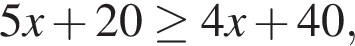 5x + 20 ≥ 4x + 40,